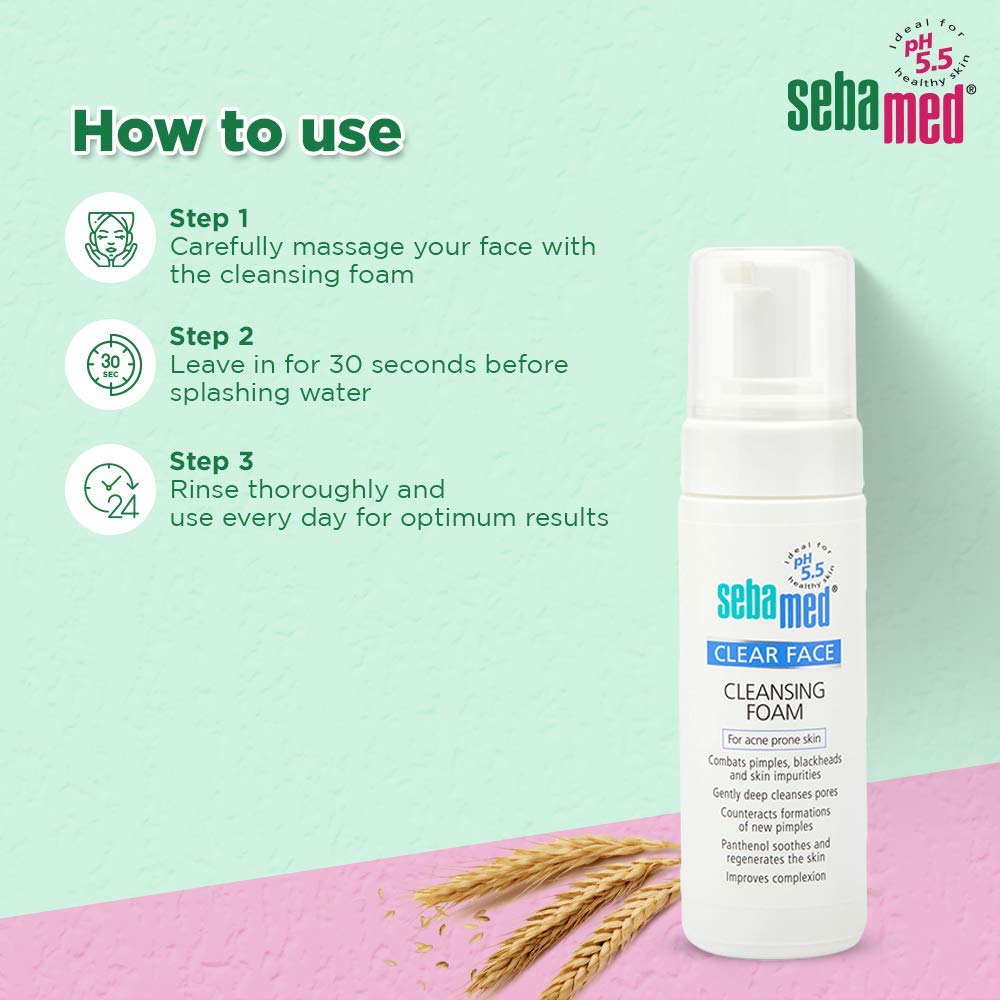 Ideal for
pH
5.5
healthy skin
sebamed®
How to use
Step 1
Carefully massage your face with
the cleansing foam
30
SEC
Step 2
Leave in for 30 seconds before
splashing water
24
Step 3
Rinse thoroughly and
use every day for optimum results
Ideal for
pH
5.5
healthy skin
sebamed®
CLEAR FACE
CLEANSING
FOAM
For acne prone skin
Combats pimples, blackheads
and skin impurities
Gently deep cleanses pores
Counteracts formations
of new pimples
Panthenol soothes and
regenerates the skin
Improves complexion